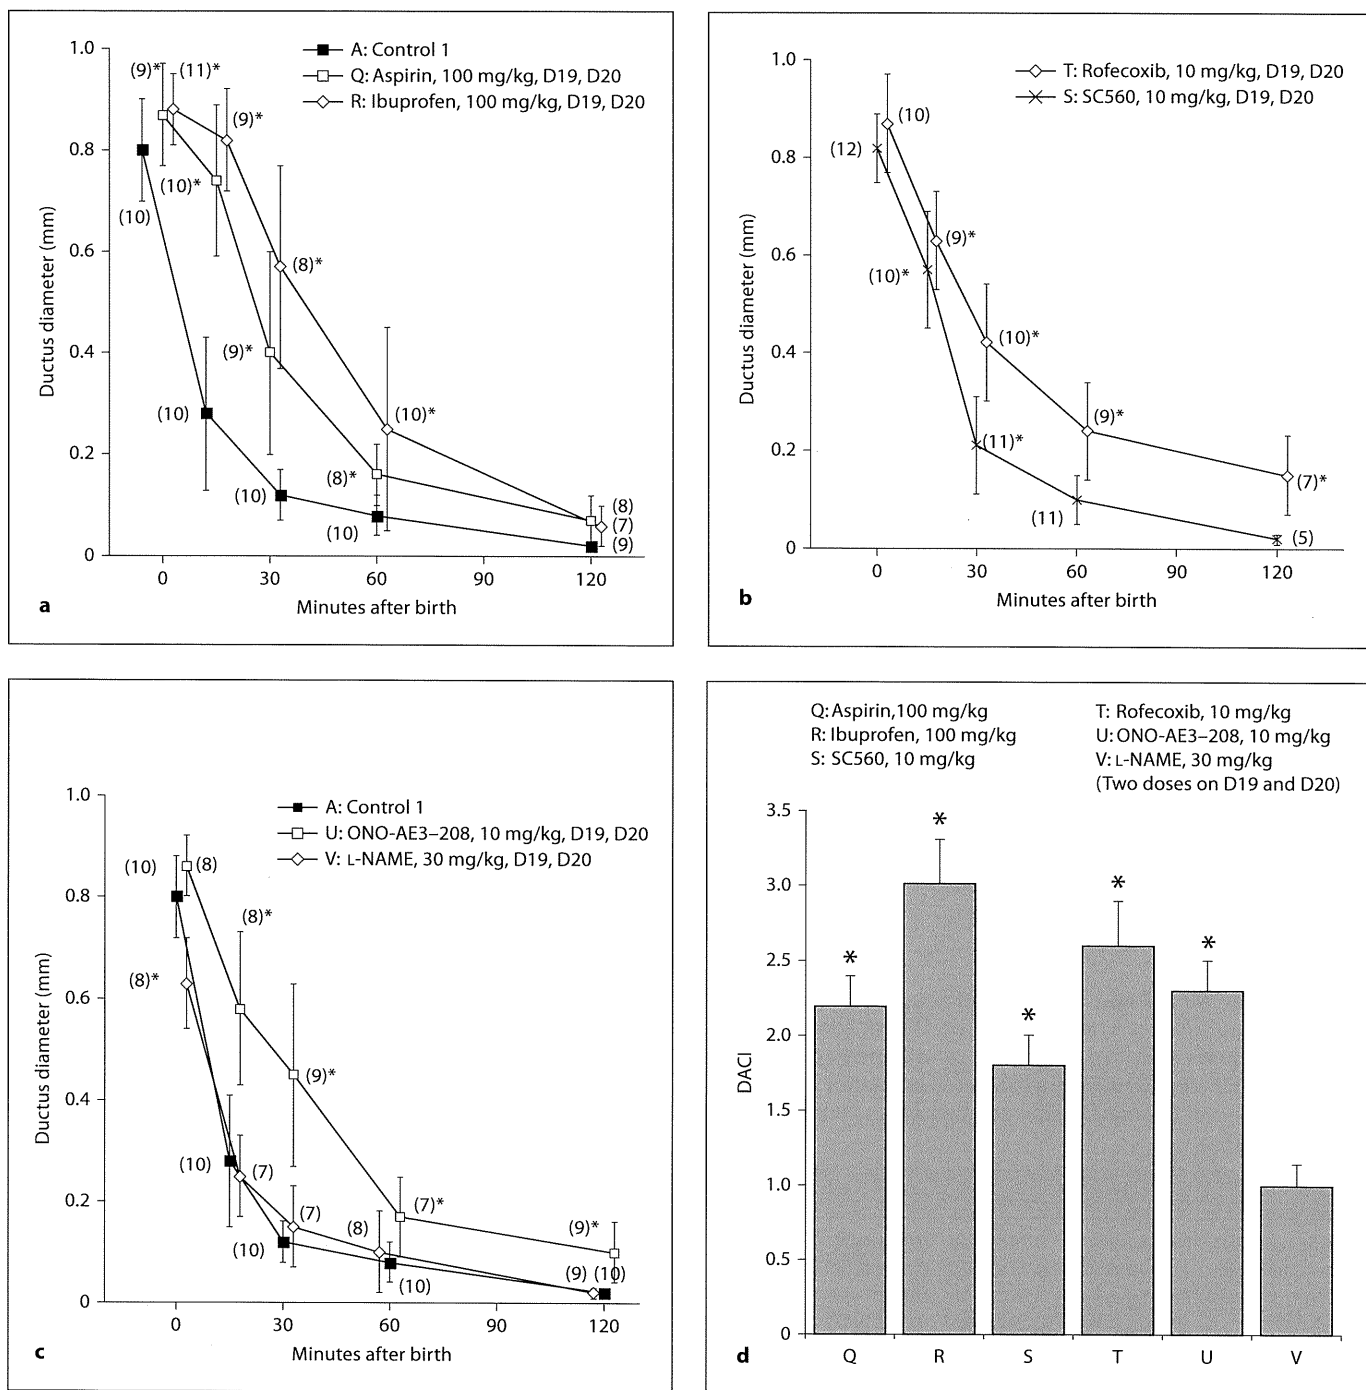 A: Control 1
Q: Aspirin, 100 mg/kg, D19, D20
R: Ibuprofen, 100 mg/kg, D19, D20
1.0
0.8
0.6
0.4
0.2
0
Ductus diameter (mm)
(9)* (11)*
(9)*
(10)*
(10)
(8)*
(9)*
(10)
(10)*
(8)*
(10)
(10)
(8)
(7)
(9)
0 30 60 90 120
Minutes after birth
a
T: Rofecoxib, 10 mg/kg, D19, D20
S: SC560, 10 mg/kg, D19, D20
1.0
0.8
0.6
0.4
0.2
0
Ductus diameter (mm)
(10)
(12)
(9)*
(10)*
(10)*
(9)*
(11)*
(7)*
(11)
(5)
0 30 60 90 120
Minutes after birth
b
A: Control 1
U: ONO-AE3–208, 10 mg/kg, D19, D20
V: L-NAME, 30 mg/kg, D19, D20
1.0
0.8
0.6
0.4
0.2
0
Ductus diameter (mm)
(10) (8)
(8)*
(8)*
(9)*
(10) (7)
(7) (8) (7)*
(10)
(9)*
(10)
(9) (10)
0 30 60 90 120
Minutes after birth
c
Q: Aspirin,100 mg/kg
R: Ibuprofen, 100 mg/kg
S: SC560, 10 mg/kg
T: Rofecoxib, 10 mg/kg
U: ONO-AE3–208, 10 mg/kg
V: L-NAME, 30 mg/kg
(Two doses on D19 and D20)
3.5
3.0
2.5
2.0
1.5
1.0
0.5
0
DACI
* * * * *
Q R S T U V
d